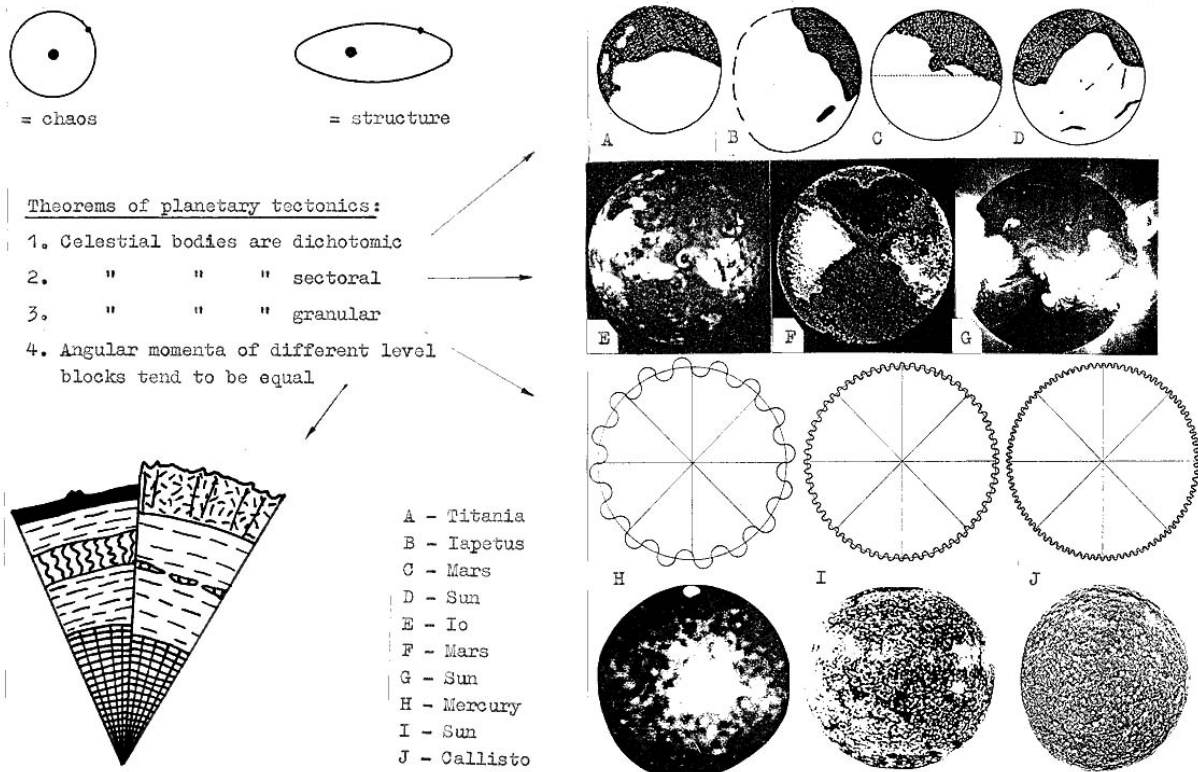 = chaos
= structure
Theorems of planetary tectonics:
1. Celestial bodies are dichotomic
2. " " " sectoral
3. " " " granular
4. Angular momenta of different level
blocks tend to be equal
A - Titania
B - Iapetus
C - Mars
D - Sun
E - Io
F - Mars
G - Sun
H - Mercury
I - Sun
J - Callisto
A B C D
E F G
H I J